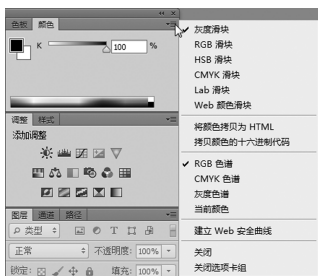 色板 颜色
K 100 %
调整 样式
添加调整
图层 通道 路径
类型
正常 不透明度: 100%
锁定: 填充: 100%
灰度滑块
RGB 滑块
HSB 滑块
CMYK 滑块
Lab 滑块
Web 颜色滑块
将颜色拷贝为 HTML
拷贝颜色的十六进制代码
RGB 色谱
CMYK 色谱
灰度色谱
当前颜色
建立 Web 安全曲线
关闭
关闭选项卡组